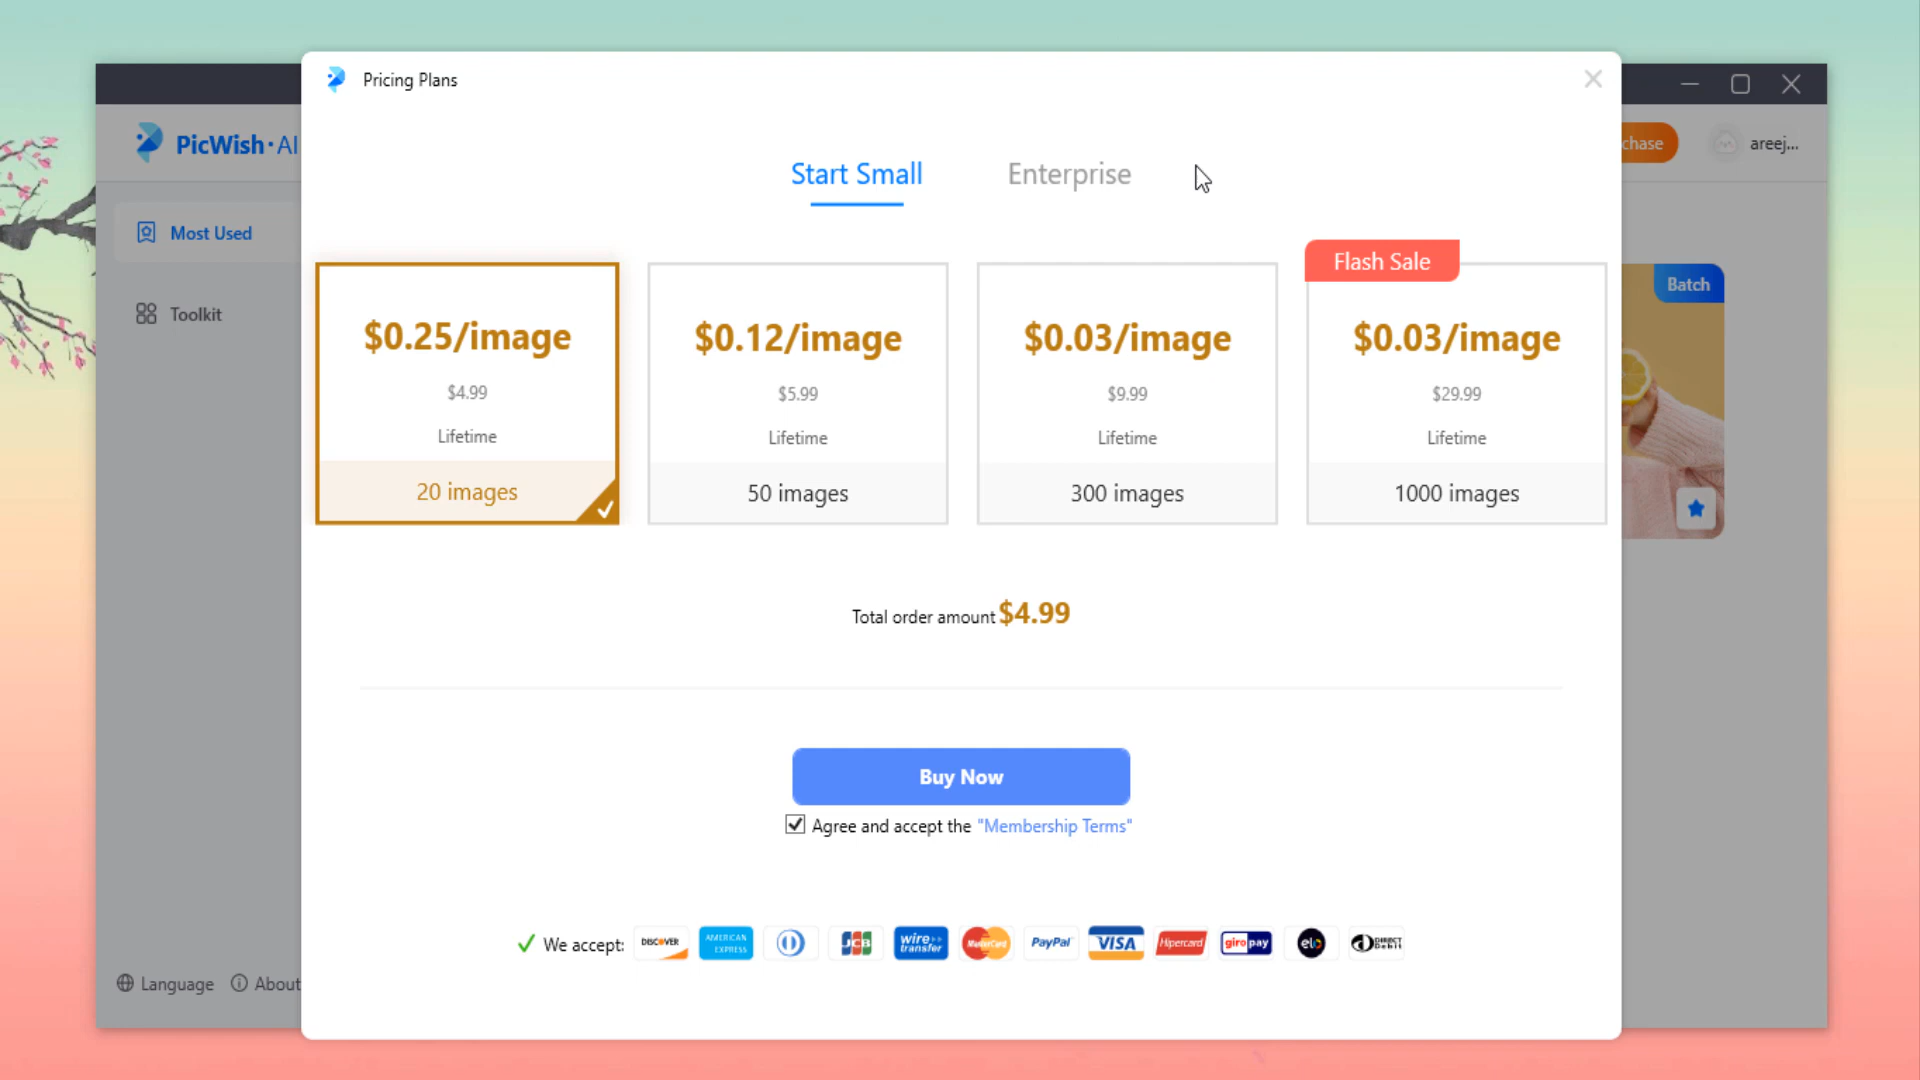 Pricing Plans
PicWish·AI
chase
areej...
Start Small
Enterprise
Most Used
Toolkit
Flash Sale
Batch
$0.25/image
$4.99
Lifetime
20 images
$0.12/image
$5.99
Lifetime
50 images
$0.03/image
$9.99
Lifetime
300 images
$0.03/image
$29.99
Lifetime
1000 images
Total order amount $4.99
Buy Now
Agree and accept the "Membership Terms"
We accept: DISCOVER AMERICAN EXPRESS JCB wire transfer MasterCard PayPal VISA Hipercard giropay elo DIRECT Debit
Language
About